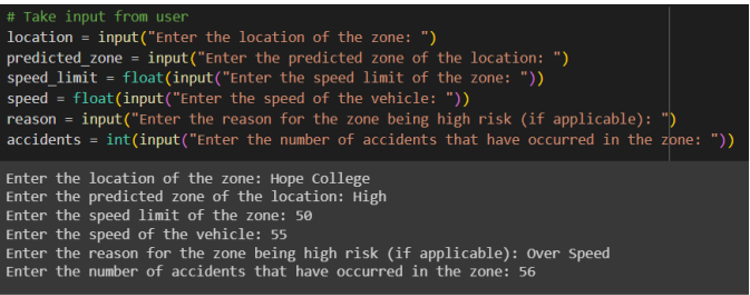 # Take input from user
location = input("Enter the location of the zone: ")
predicted_zone = input("Enter the predicted zone of the location: ")
speed_limit = float(input("Enter the speed limit of the zone: "))
speed = float(input("Enter the speed of the vehicle: "))
reason = input("Enter the reason for the zone being high risk (if applicable): ")
accidents = int(input("Enter the number of accidents that have occurred in the zone: "))
Enter the location of the zone: Hope College
Enter the predicted zone of the location: High
Enter the speed limit of the zone: 50
Enter the speed of the vehicle: 55
Enter the reason for the zone being high risk (if applicable): Over Speed
Enter the number of accidents that have occurred in the zone: 56